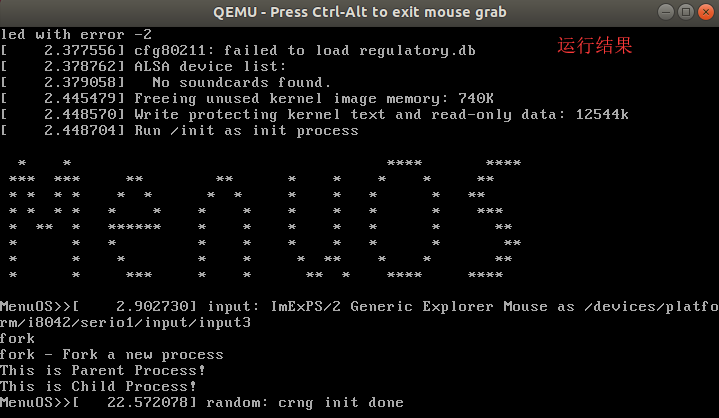 QEMU - Press Ctrl-Alt to exit mouse grab
led with error -2
[    2.377556] cfg80211: failed to load regulatory.db
运行结果
[    2.378762] ALSA device list:
[    2.379058]   No soundcards found.
[    2.445479] Freeing unused kernel image memory: 740K
[    2.448570] Write protecting kernel text and read-only data: 12544k
[    2.448704] Run /init as init process
MenuOS
MenuOS>>[    2.902730] input: ImExPS/2 Generic Explorer Mouse as /devices/platfo
rm/i8042/serio1/input/input3
fork
fork - Fork a new process
This is Parent Process!
This is Child Process!
MenuOS>>[   22.572078] random: crng init done